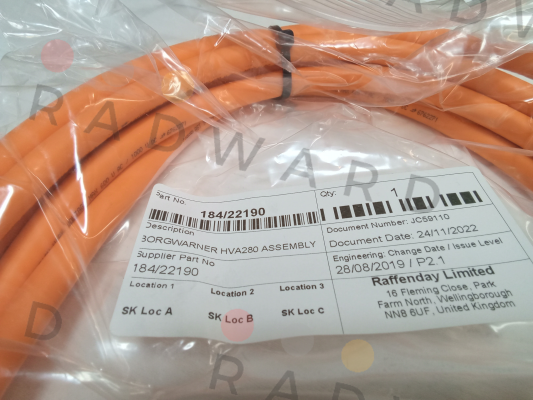 RADWARD
Part No.
184/22190
Qty:
1
Description
BORGWARNER HVA280 ASSEMBLY
Supplier Part No
184/22190
Document Number: JC59110
Document Date: 24/11/2022
Engineering: Change Date / Issue Level
28/08/2019 / P2.1
Location 1 Location 2 Location 3
SK Loc A SK Loc B SK Loc C
Raffenday Limited
16 Fleming Close, Park
Farm North, Wellingborough
NN8 6UF, United Kingdom